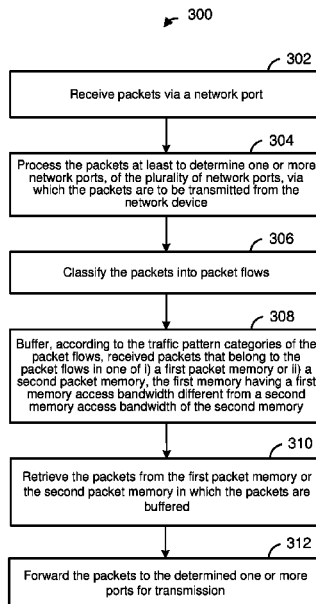 300
302
Receive packets via a network port
304
Process the packets at least to determine one or more
network ports, of the plurality of network ports, via
which the packets are to be transmitted from the
network device
306
Classify the packets into packet flows
308
Buffer, according to the traffic pattern categories of the
packet flows, received packets that belong to the
packet flows in one of i) a first packet memory or ii) a
second packet memory, the first memory having a first
memory access bandwidth different from a second
memory access bandwidth of the second memory
310
Retrieve the packets from the first packet memory or
the second packet memory in which the packets are
buffered
312
Forward the packets to the determined one or more
ports for transmission